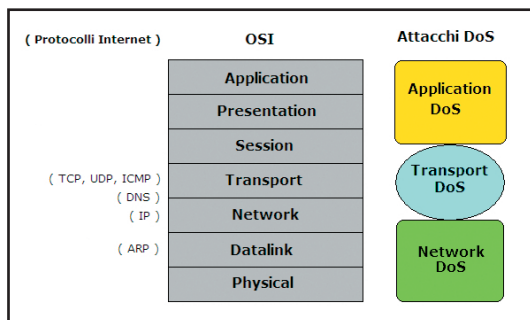 ( Protocolli Internet )
OSI
Attacchi DoS
Application
Presentation
Session
( TCP, UDP, ICMP )
Transport
( DNS )
( IP )
Network
( ARP )
Datalink
Physical
Application
DoS
Transport
DoS
Network
DoS